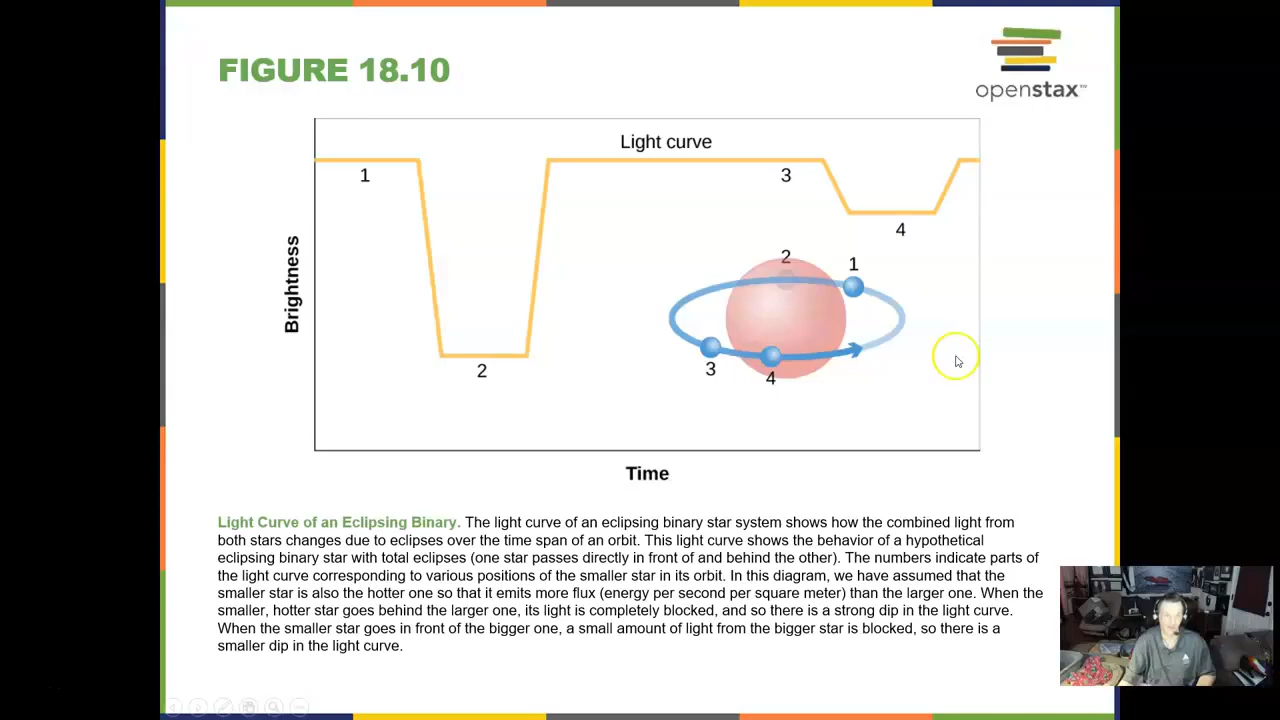 FIGURE 18.10
openstax™
Light curve
1
3
4
2
Brightness
2
1
3
4
Time
Light Curve of an Eclipsing Binary. The light curve of an eclipsing binary star system shows how the combined light from
both stars changes due to eclipses over the time span of an orbit. This light curve shows the behavior of a hypothetical
eclipsing binary star with total eclipses (one star passes directly in front of and behind the other). The numbers indicate parts of
the light curve corresponding to various positions of the smaller star in its orbit. In this diagram, we have assumed that the
smaller star is also the hotter one so that it emits more flux (energy per second per square meter) than the larger one. When the
smaller, hotter star goes behind the larger one, its light is completely blocked, and so there is a strong dip in the light curve.
When the smaller star goes in front of the bigger one, a small amount of light from the bigger star is blocked, so there is a
smaller dip in the light curve.